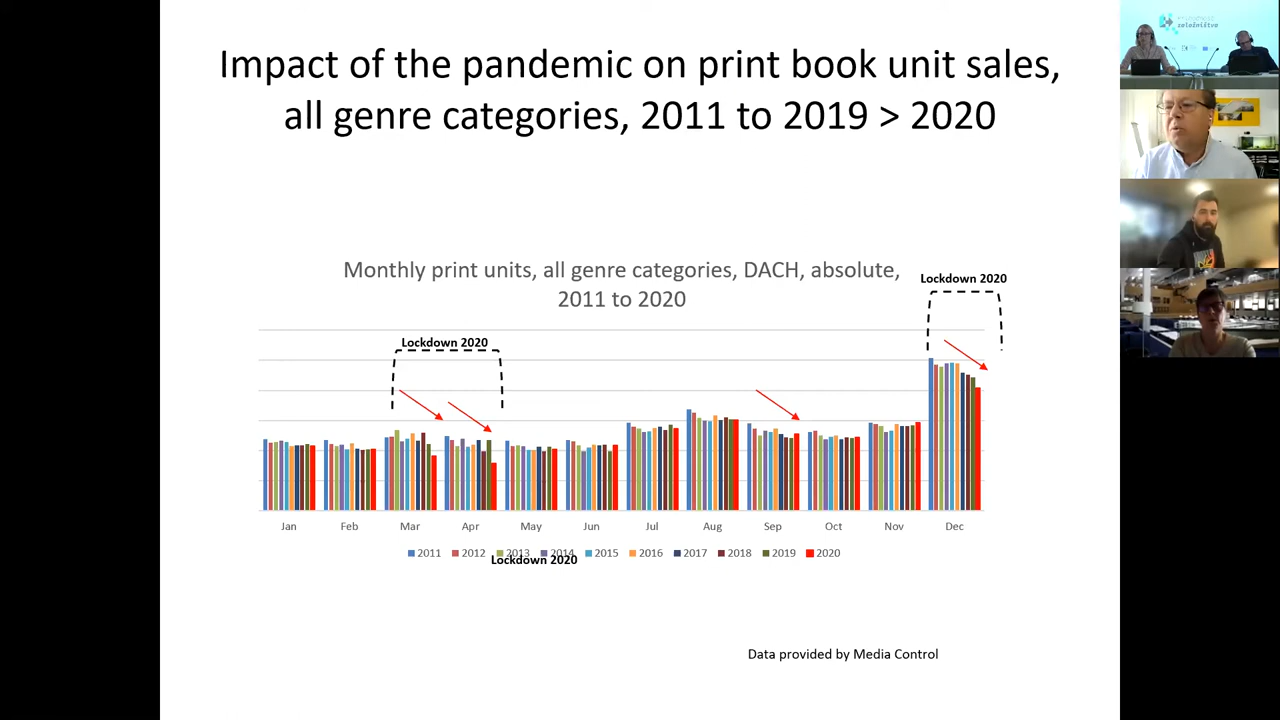 Impact of the pandemic on print book unit sales,
all genre categories, 2011 to 2019 > 2020
Monthly print units, all genre categories, DACH, absolute,
2011 to 2020
Lockdown 2020
Lockdown 2020
Jan Feb Mar Apr May Jun Jul Aug Sep Oct Nov Dec
2011 2012 2013 2014 2015 2016 2017 2018 2019 2020
Lockdown 2020
Data provided by Media Control
založništva